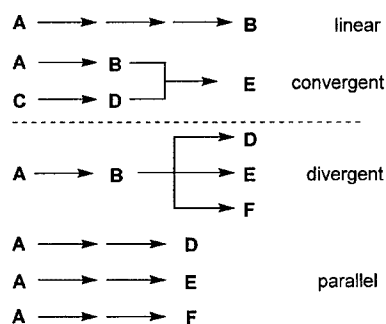 A B linear
A B
E convergent
C D
D
A B E divergent
F
A D
A E parallel
A F